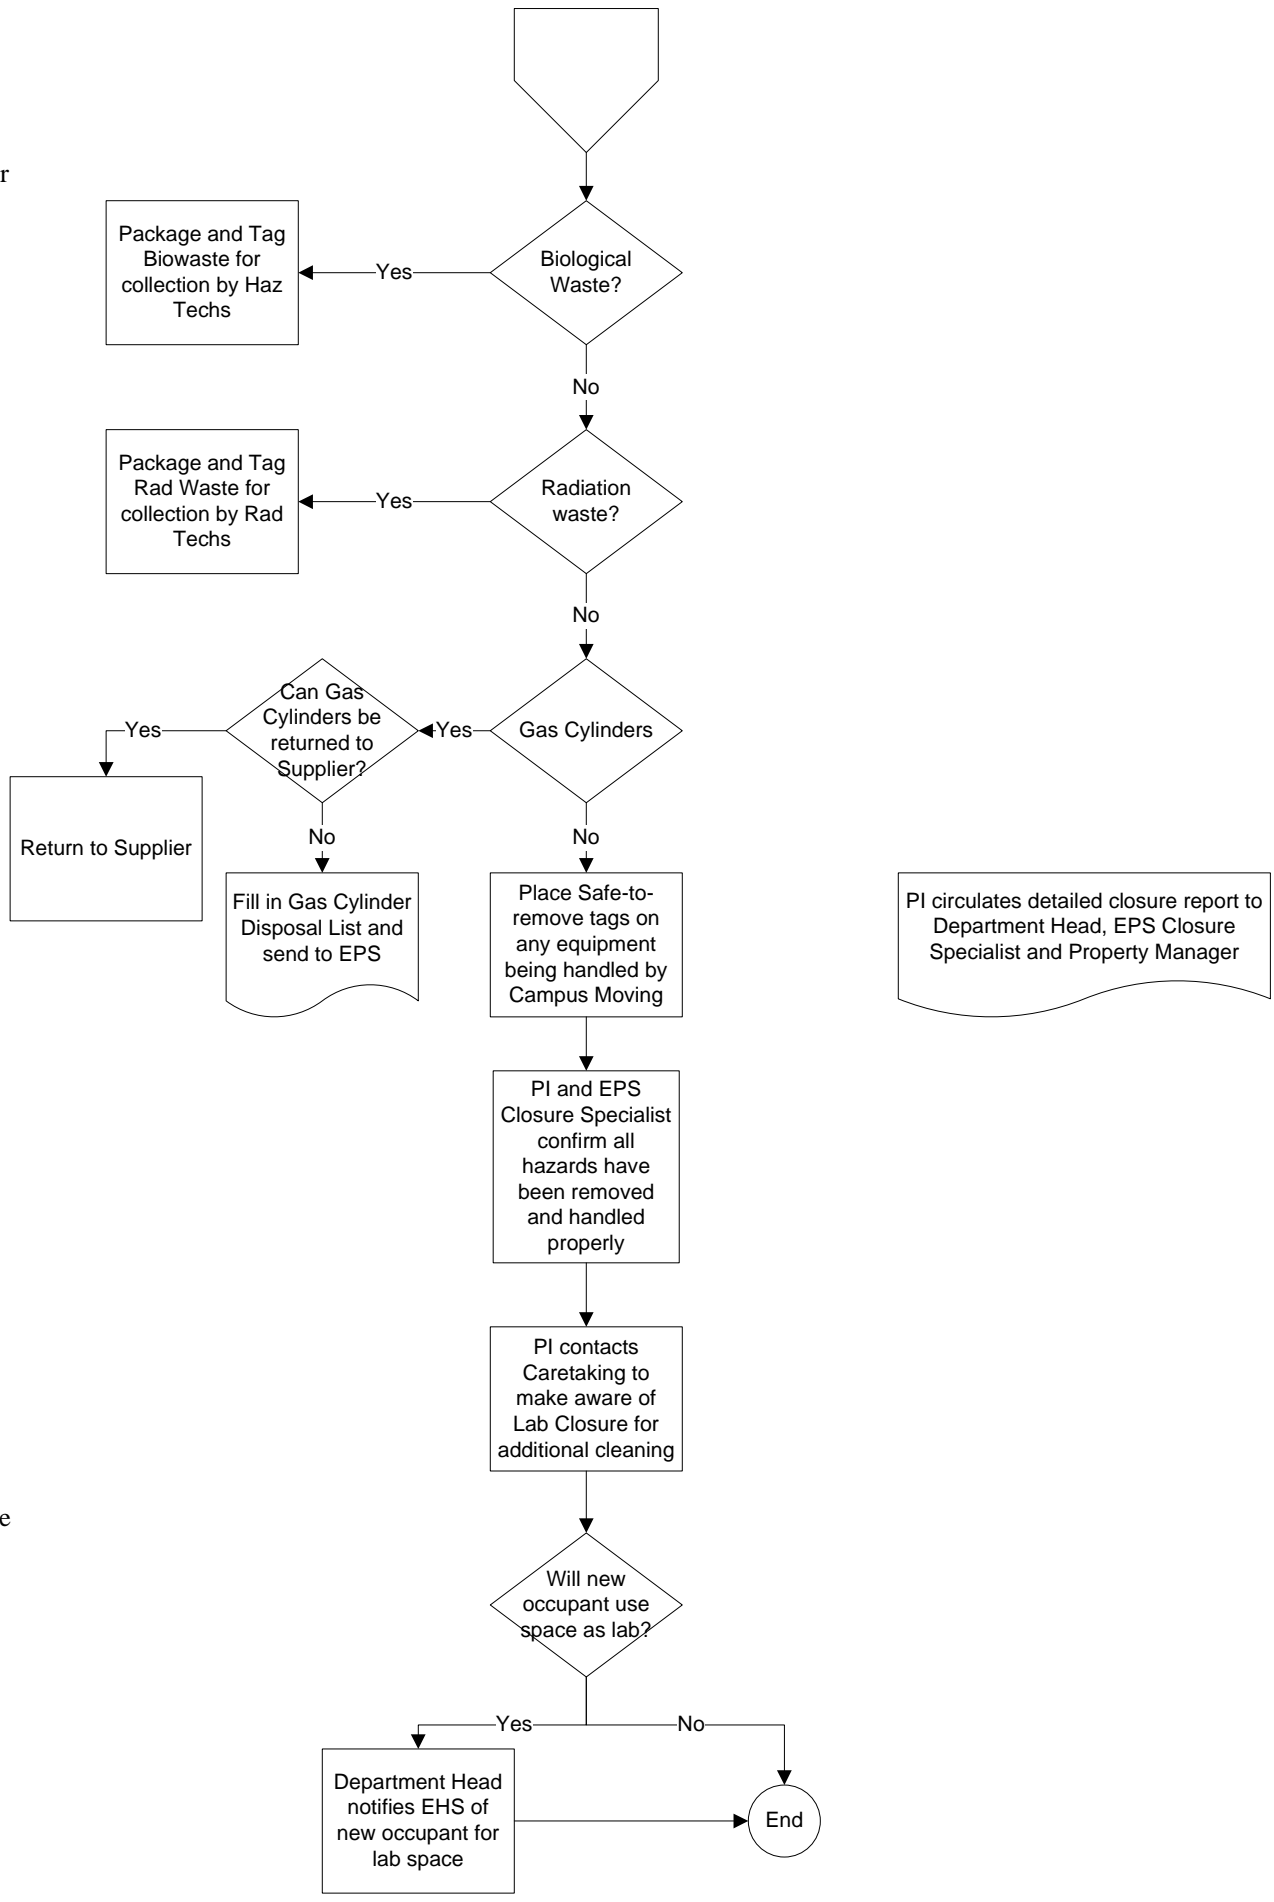 r
Package and Tag
Biowaste for
collection by Haz
Techs
Yes
Biological
Waste?
No
Package and Tag
Rad Waste for
collection by Rad
Techs
Yes
Radiation
waste?
No
Yes
Can Gas
Cylinders be
returned to
Supplier?
Yes
Gas Cylinders
Return to Supplier
No
No
Fill in Gas Cylinder
Disposal List and
send to EPS
Place Safe-to-
remove tags on
any equipment
being handled by
Campus Moving
PI circulates detailed closure report to
Department Head, EPS Closure
Specialist and Property Manager
PI and EPS
Closure Specialist
confirm all
hazards have
been removed
and handled
properly
PI contacts
Caretaking to
make aware of
Lab Closure for
additional cleaning
e
Will new
occupant use
space as lab?
Yes
No
Department Head
notifies EHS of
new occupant for
lab space
End